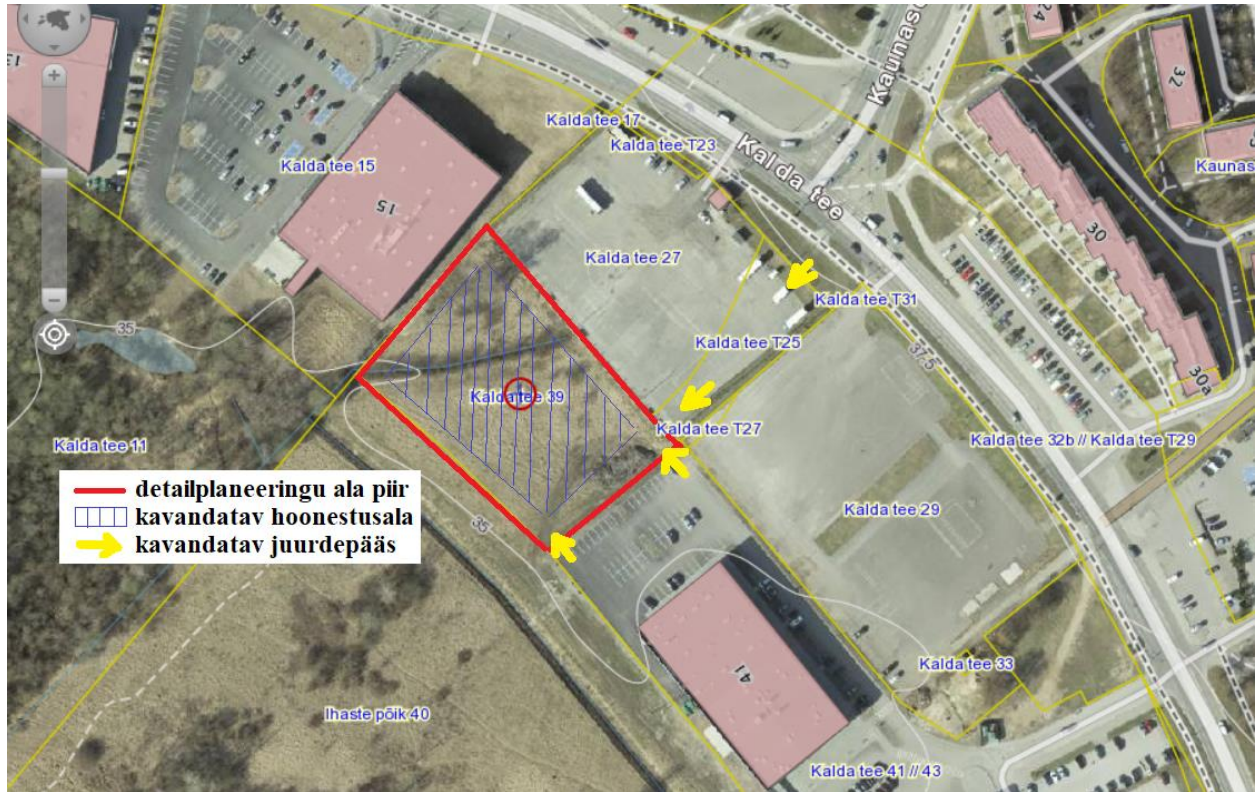 13
24
Kaunase
32
Kalda tee 17
Kalda tee T23
Kalda tee
Kalda tee 15
Kaunas
15
30
Kalda tee 27
Kalda tee T31
35
Kalda tee T25
37.5
30a
Kalda tee 39
Kalda tee T27
Kalda tee 11
Kalda tee 32b // Kalda tee T29
detailplaneeringu ala piir
kavandatav hoonestusala
kavandatav juurdepääs
35
Kalda tee 29
41
Kalda tee 33
Ihaste põik 40
Kalda tee 41 // 43